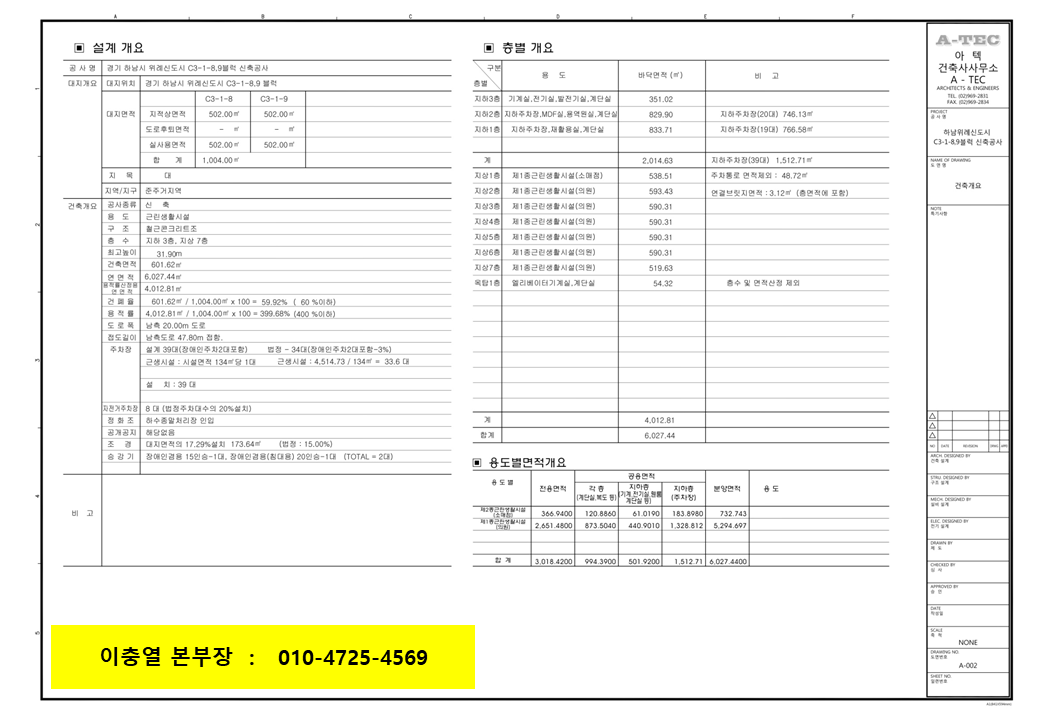 A B C D E F
▣ 설계 개요
공 사 명 경기 하남시 위례신도시 C3-1-8,9블럭 신축공사
대지개요 대지위치 경기 하남시 위례신도시 C3-1-8,9 블럭
대지면적 C3-1-8 C3-1-9
지적상면적 502.00㎡ 502.00㎡
도로후퇴면적 - ㎡ - ㎡
실사용면적 502.00㎡ 502.00㎡
합 계 1,004.00㎡
지 목 대
지역/지구 준주거지역
건축개요 공사종류 신 축
용 도 근린생활시설
구 조 철근콘크리트조
층 수 지하 3층, 지상 7층
최고높이 31.90m
건축면적 601.62㎡
연 면 적 6,027.44㎡
용적률산정용 연 면 적 4,012.81㎡
건 폐 율 601.62㎡ / 1,004.00㎡ x 100 = 59.92% ( 60 %이하)
용 적 률 4,012.81㎡ / 1,004.00㎡ x 100 = 399.68% (400 %이하)
도 로 폭 남측 20.00m 도로
접도길이 남측도로 47.80m 접함.
주차장 설계 39대(장애인주차2대포함) 법정 - 34대(장애인주차2대포함-3%)
근생시설 : 시설면적 134㎡당 1대 근생시설 : 4,514.73 / 134㎡ = 33.6 대
설 치 : 39 대
자전거주차장 8 대 (법정주차대수의 20%설치)
정 화 조 하수종말처리장 인입
공개공지 해당없음
조 경 대지면적의 17.29%설치 173.64㎡ (법정 : 15.00%)
승 강 기 장애인겸용 15인승-1대, 장애인겸용(침대용) 20인승-1대 (TOTAL = 2대)
비 고
▣ 층별 개요
구분
층별 용 도 바닥면적 (㎡) 비 고
지하3층 기계실,전기실,발전기실,계단실 351.02
지하2층 지하주차장,MDF실,용역원실,계단실 829.90 지하주차장(20대) 746.13㎡
지하1층 지하주차장,재활용실,계단실 833.71 지하주차장(19대) 766.58㎡
계 2,014.63 지하주차장(39대) 1,512.71㎡
지상1층 제1종근린생활시설(소매점) 538.51 주차통로 면적제외 : 48.72㎡
지상2층 제1종근린생활시설(의원) 593.43 연결브릿지면적 : 3.12㎡ (층면적에 포함)
지상3층 제1종근린생활시설(의원) 590.31
지상4층 제1종근린생활시설(의원) 590.31
지상5층 제1종근린생활시설(의원) 590.31
지상6층 제1종근린생활시설(의원) 590.31
지상7층 제1종근린생활시설(의원) 519.63
옥탑1층 엘리베이터기계실,계단실 54.32 층수 및 면적산정 제외
계 4,012.81
합계 6,027.44
▣ 용도별면적개요
용 도 별 전용면적 공용면적 분양면적 용 도
각 층 (계단실,복도 등) 지하층 (기계,전기실,펌프 계단실 등) 지하층 (주차장)
제2종근린생활시설 (소매점) 366.9400 120.8860 61.0190 183.8980 732.743
제1종근린생활시설 (의원) 2,651.4800 873.5040 440.9010 1,328.812 5,294.697
합 계 3,018.4200 994.3900 501.9200 1,512.71 6,027.4400
A-TEC
아 텍
건축사사무소
A - TEC
ARCHITECTS & ENGINEERS
TEL. (02)969-2831
FAX. (02)969-2834
PROJECT
공 사 명
하남위례신도시
C3-1-8,9블럭 신축공사
NAME OF DRAWING
도 면 명
건축개요
NOTE
특기사항
NO DATE REVISION
ARCH. DESIGNED BY
건축 설계
STRU. DESIGNED BY
구조 설계
MECH. DESIGNED BY
설비 설계
ELEC. DESIGNED BY
전기 설계
DRAWN BY
제 도
CHECKED BY
심 사
APPROVED BY
승 인
DATE
작성일
SCALE
축 척
NONE
DRAWING NO.
도면번호
A-002
SHEET NO.
일련번호
이충열 본부장 : 010-4725-4569